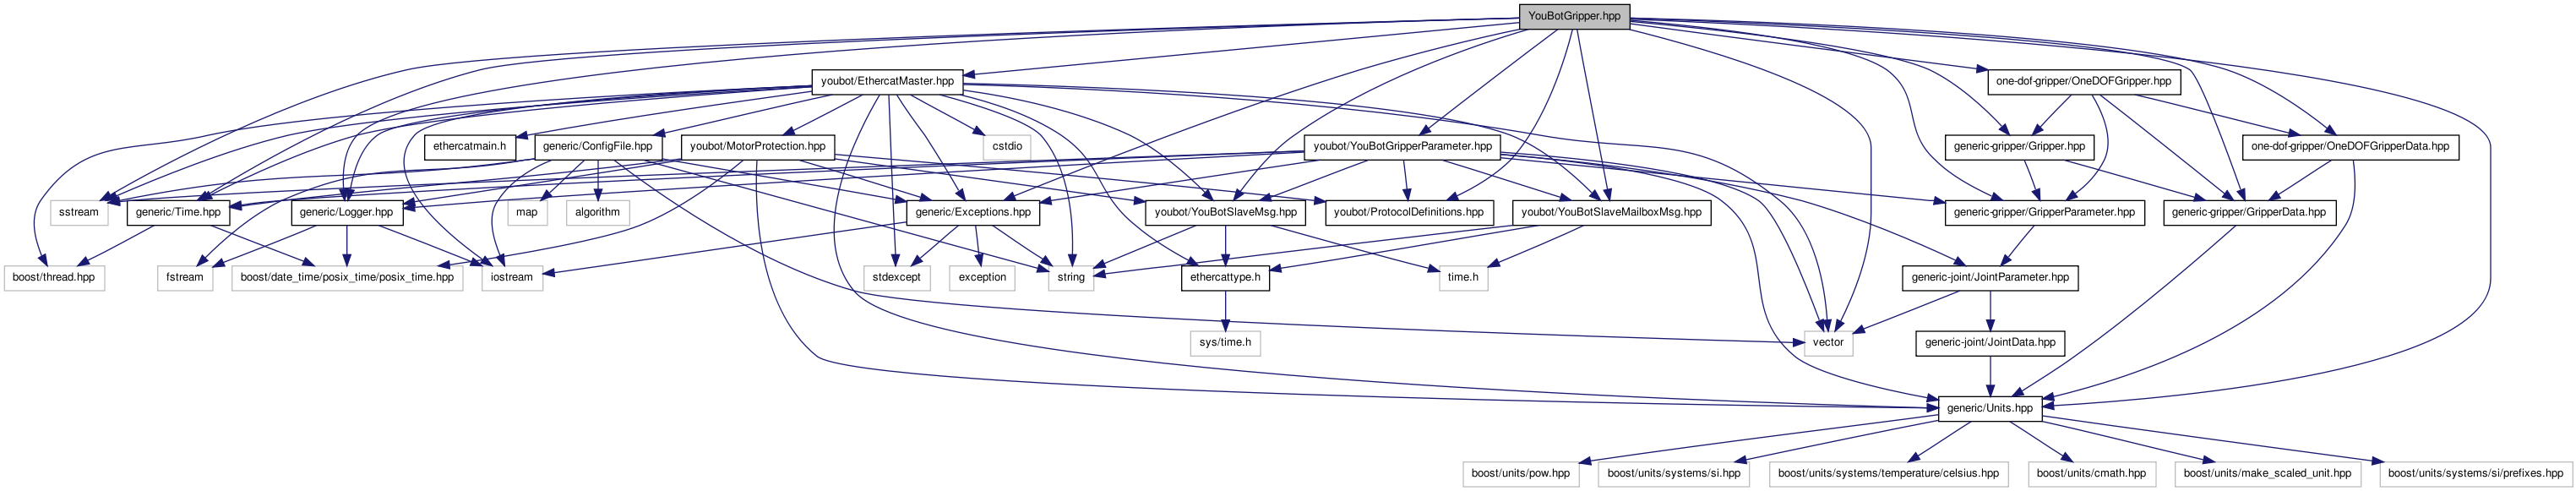 YouBotGripper.hpp
youbot/EthercatMaster.hpp
one-dof-gripper/OneDOFGripper.hpp
ethercatmain.h
generic/ConfigFile.hpp
youbot/MotorProtection.hpp
cstdio
youbot/YouBotGripperParameter.hpp
generic-gripper/Gripper.hpp
one-dof-gripper/OneDOFGripperData.hpp
sstream
generic/Time.hpp
generic/Logger.hpp
map
algorithm
generic/Exceptions.hpp
youbot/YouBotSlaveMsg.hpp
youbot/ProtocolDefinitions.hpp
youbot/YouBotSlaveMailboxMsg.hpp
generic-gripper/GripperParameter.hpp
generic-gripper/GripperData.hpp
boost/thread.hpp
fstream
boost/date_time/posix_time/posix_time.hpp
iostream
stdexcept
exception
string
ethercattype.h
time.h
generic-joint/JointParameter.hpp
sys/time.h
vector
generic-joint/JointData.hpp
generic/Units.hpp
boost/units/pow.hpp
boost/units/systems/si.hpp
boost/units/systems/temperature/celsius.hpp
boost/units/cmath.hpp
boost/units/make_scaled_unit.hpp
boost/units/systems/si/prefixes.hpp